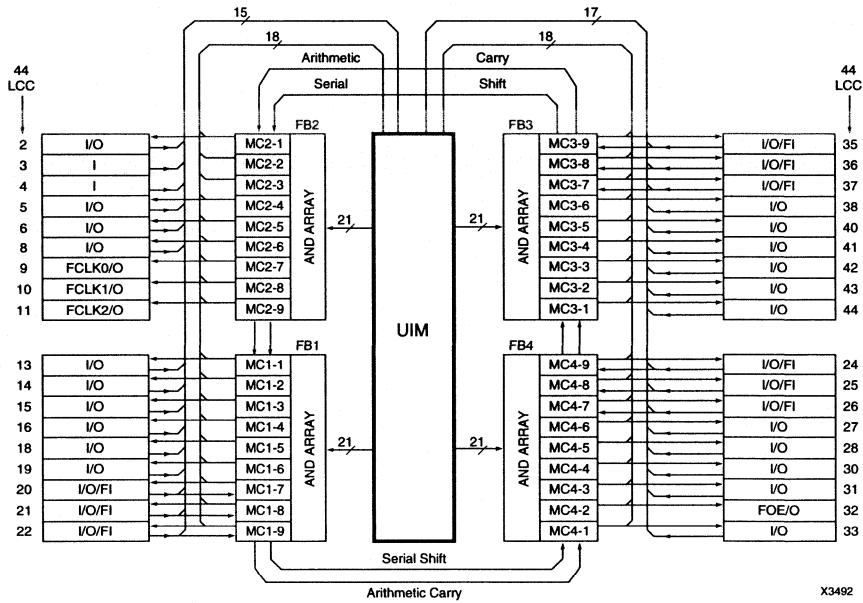 15 17
18 18
Arithmetic Carry
44 LCC
44 LCC
Serial Shift
FB2 FB3
2 I/O MC2-1 MC3-9 I/O/FI 35
3 I MC2-2 MC3-8 I/O/FI 36
4 I MC2-3 MC3-7 I/O/FI 37
5 I/O MC2-4 MC3-6 I/O 38
6 I/O MC2-5 MC3-5 I/O 40
8 I/O MC2-6 MC3-4 I/O 41
9 FCLK0/O MC2-7 MC3-3 I/O 42
10 FCLK1/O MC2-8 MC3-2 I/O 43
11 FCLK2/O MC2-9 MC3-1 I/O 44
AND ARRAY 21 21 AND ARRAY
UIM
FB1 FB4
13 I/O MC1-1 MC4-9 I/O/FI 24
14 I/O MC1-2 MC4-8 I/O/FI 25
15 I/O MC1-3 MC4-7 I/O/FI 26
16 I/O MC1-4 MC4-6 I/O 27
18 I/O MC1-5 MC4-5 I/O 28
19 I/O MC1-6 MC4-4 I/O 30
20 I/O/FI MC1-7 MC4-3 I/O 31
21 I/O/FI MC1-8 MC4-2 FOE/O 32
22 I/O/FI MC1-9 MC4-1 I/O 33
AND ARRAY 21 21 AND ARRAY
Serial Shift
Arithmetic Carry
X3492